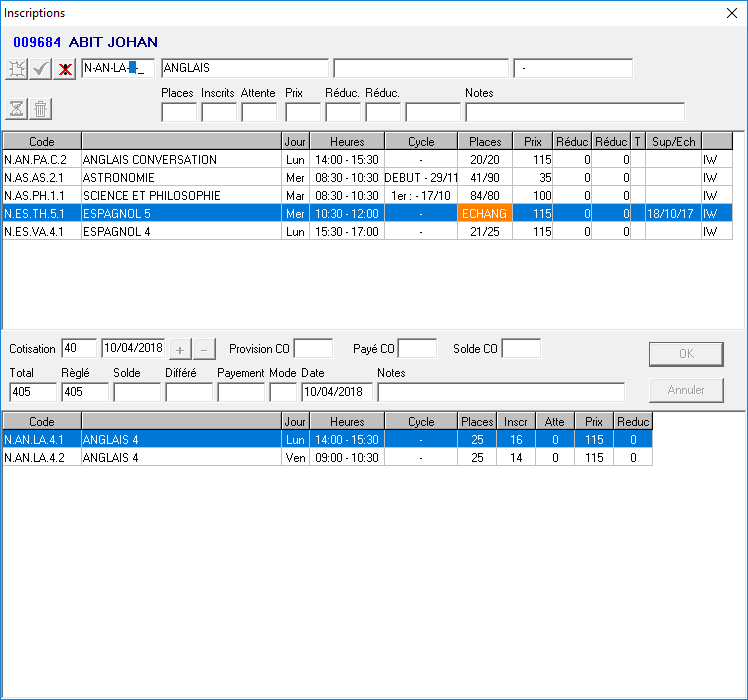 Inscriptions
009684 ABIT JOHAN
N-AN-LA-▮-_ ANGLAIS -
Places Inscrits Attente Prix Réduc. Réduc. Notes
Code Jour Heures Cycle Places Prix Réduc Réduc T Sup/Ech
N.AN.PA.C.2 ANGLAIS CONVERSATION Lun 14:00 - 15:30 - 20/20 115 0 0 IW
N.AS.AS.2.1 ASTRONOMIE Mer 08:30 - 10:30 DEBUT - 29/11 41/90 35 0 0 IW
N.AS.PH.1.1 SCIENCE ET PHILOSOPHIE Mar 08:30 - 10:30 1er : - 17/10 84/80 100 0 0 IW
N.ES.TH.5.1 ESPAGNOL 5 Mer 10:30 - 12:00 - ECHANG 115 0 0 18/10/17 IW
N.ES.VA.4.1 ESPAGNOL 4 Lun 15:30 - 17:00 - 21/25 115 0 0 IW
Cotisation 40 10/04/2018 + - Provision CO Payé CO Solde CO OK
Total Règlé Solde Différé Payement Mode Date Notes
405 405 10/04/2018 Annuler
Code Jour Heures Cycle Places Inscr Atte Prix Reduc
N.AN.LA.4.1 ANGLAIS 4 Lun 14:00 - 15:30 - 25 16 0 115 0
N.AN.LA.4.2 ANGLAIS 4 Ven 09:00 - 10:30 - 25 14 0 115 0